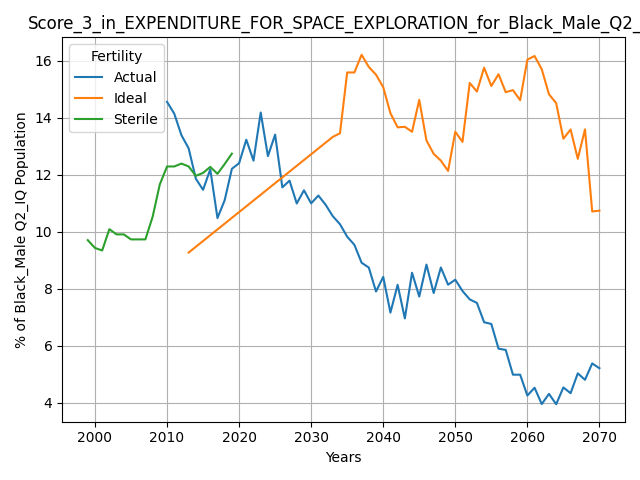 Score_3_in_EXPENDITURE_FOR_SPACE_EXPLORATION_for_Black_Male_Q2_
Fertility
Actual
Ideal
Sterile
% of Black_Male Q2_IQ Population
16
14
12
10
8
6
4
2000 2010 2020 2030 2040 2050 2060 2070
Years